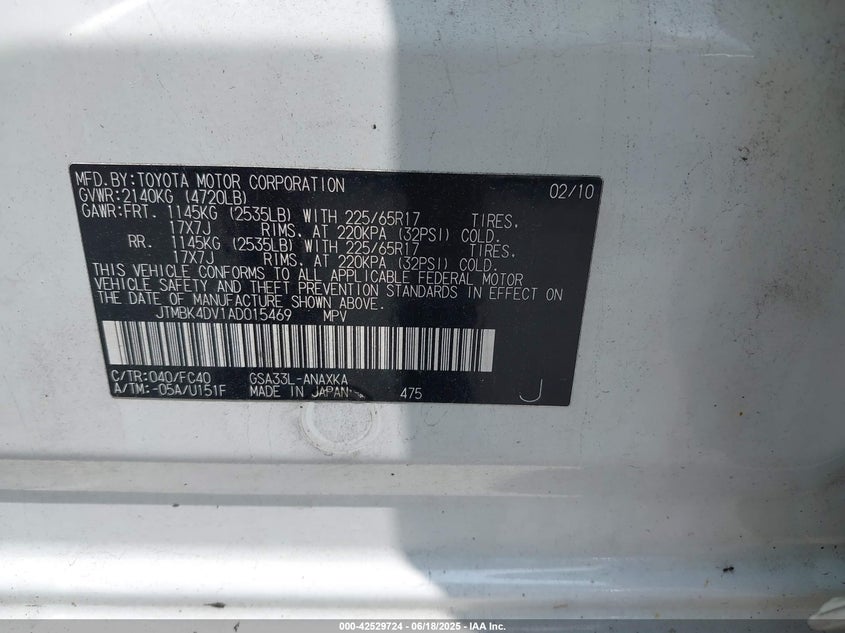 MFD.BY:TOYOTA MOTOR CORPORATION 02/10
GVWR:2140KG (4720LB)
GAWR:FRT. 1145KG (2535LB) WITH 225/65R17 TIRES,
17X7J RIMS, AT 220KPA (32PSI) COLD.
RR. 1145KG (2535LB) WITH 225/65R17 TIRES,
17X7J RIMS, AT 220KPA (32PSI) COLD.
THIS VEHICLE CONFORMS TO ALL APPLICABLE FEDERAL MOTOR
VEHICLE SAFETY AND THEFT PREVENTION STANDARDS IN EFFECT ON
THE DATE OF MANUFACTURE SHOWN ABOVE.
JTMBK4DV1AD015469 MPV
C/TR:040/FC40 GSA33L-ANAXKA
A/TM:-05A/U151F MADE IN JAPAN 475 J
000-42529724 - 06/18/2025 - IAA Inc.